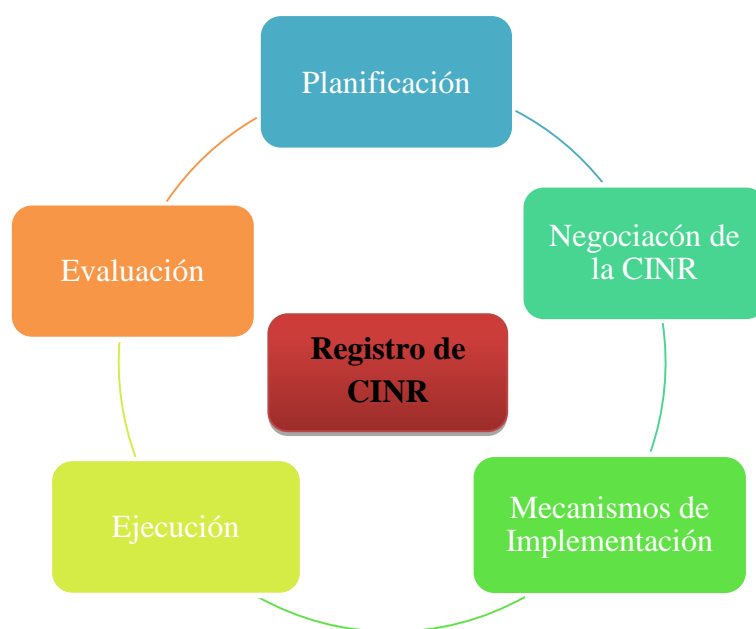 Planificación
Negociacón de
la CINR
Mecanismos de
Implementación
Ejecución
Evaluación
Registro de
CINR